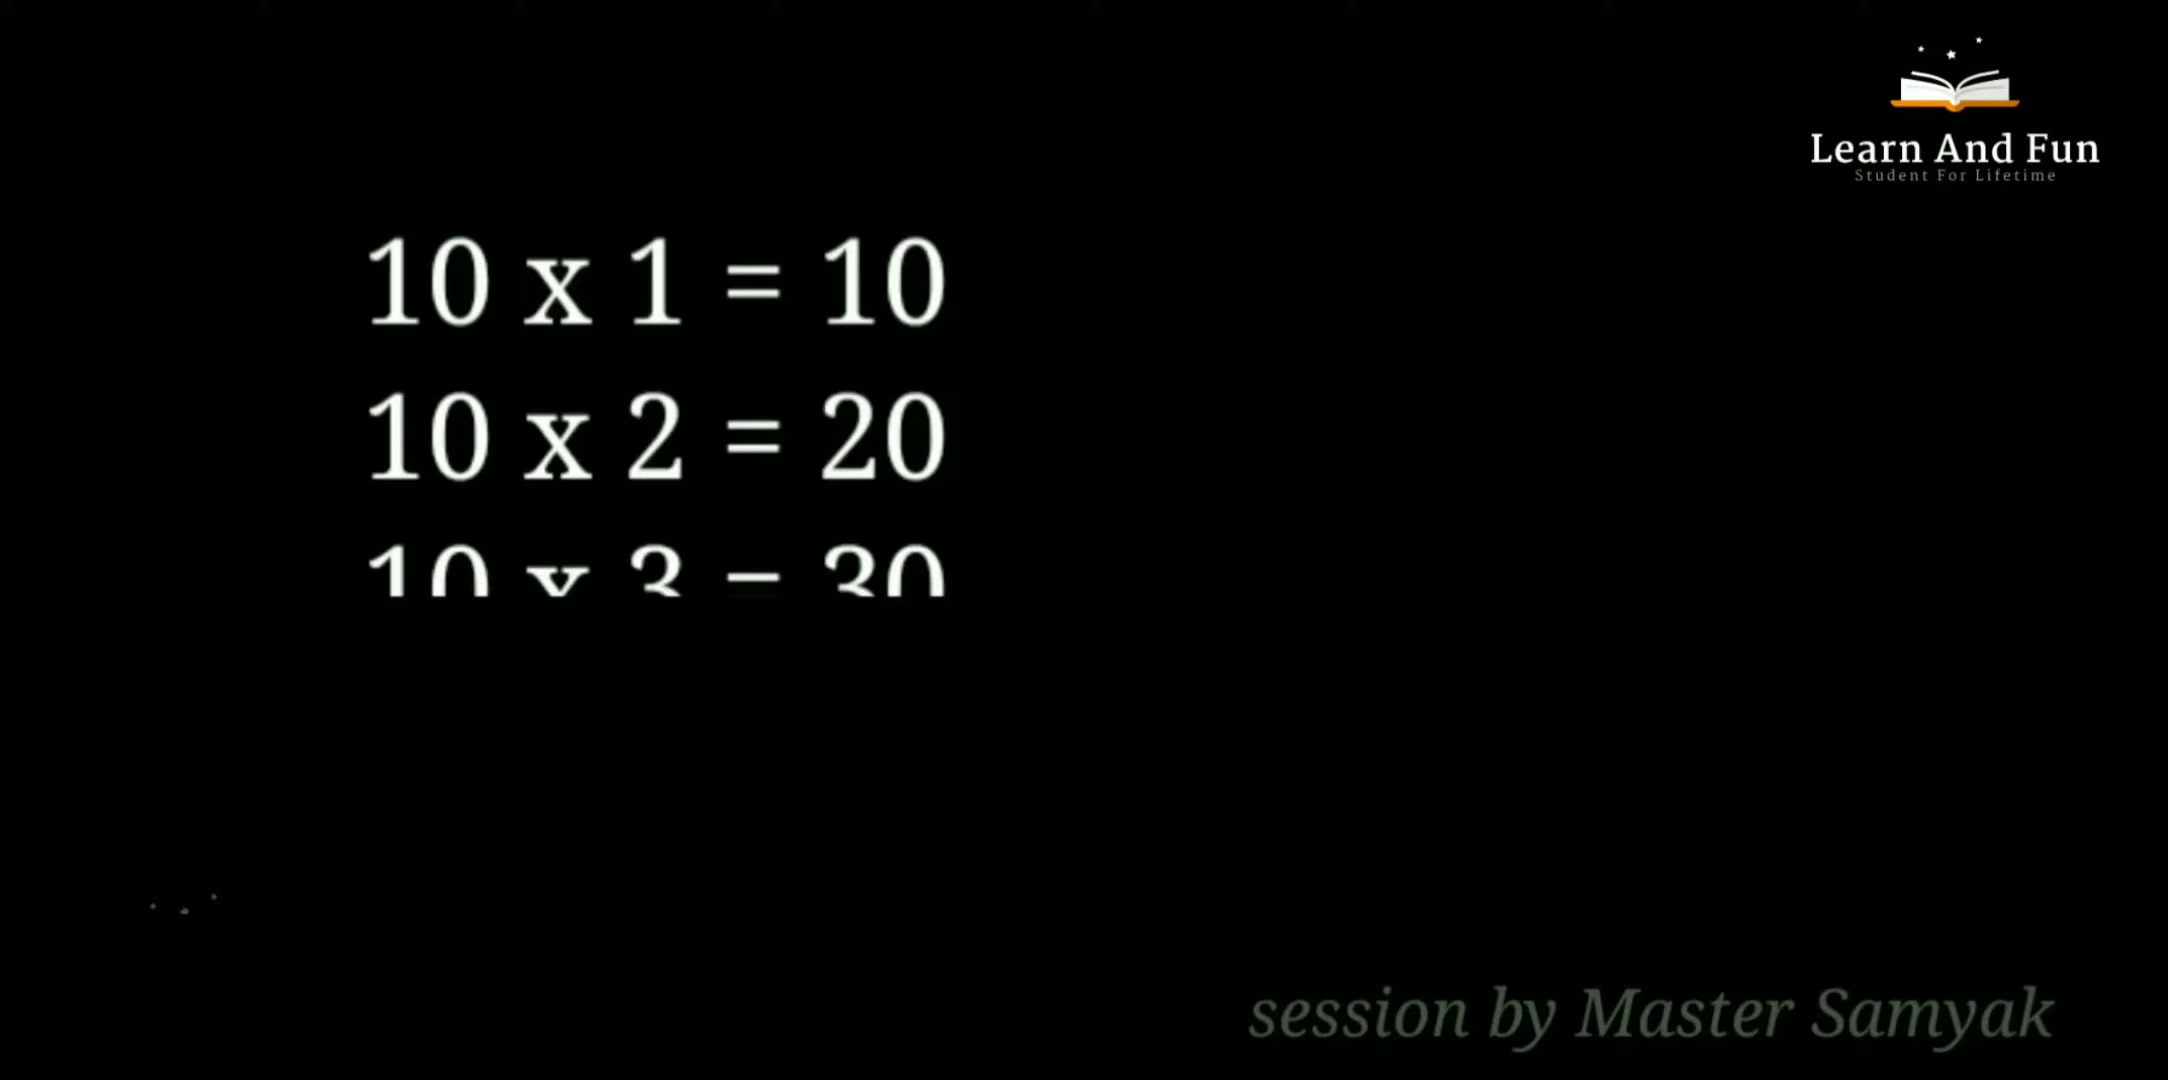 Learn And Fun
Student For Lifetime
10 x 1 = 10
10 x 2 = 20
10 x 3 = 30
session by Master Samyak